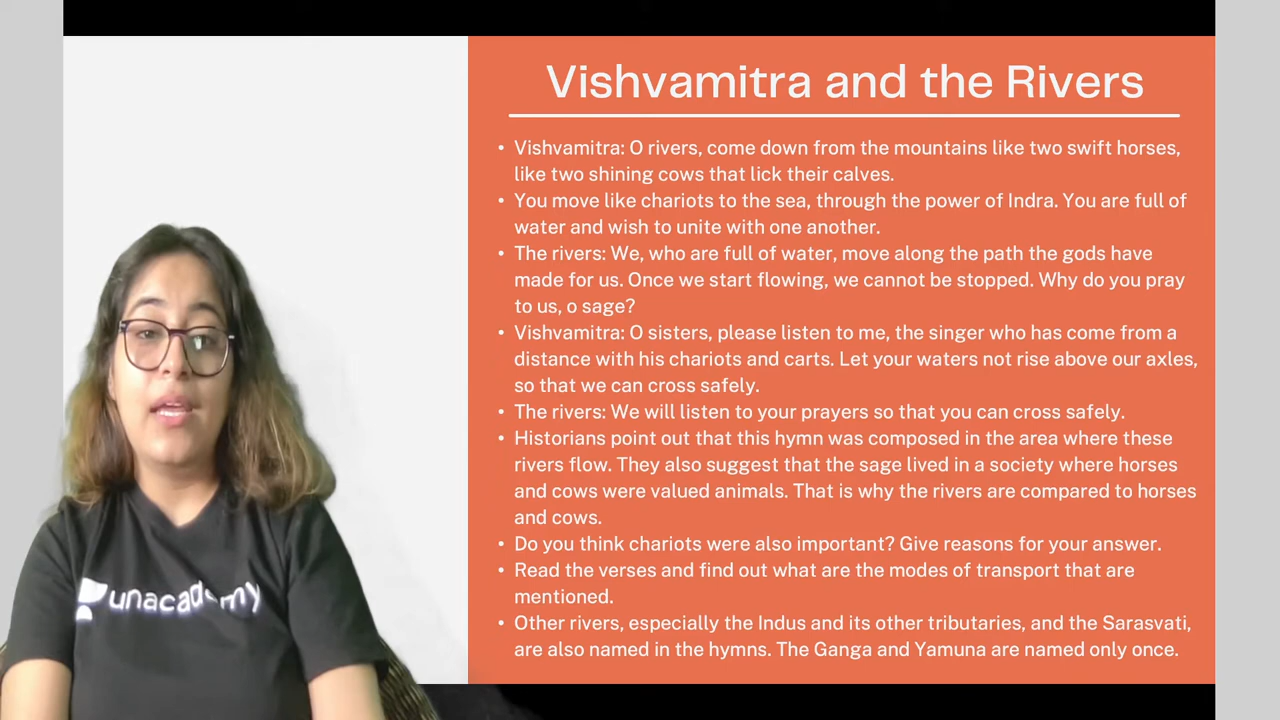 Vishvamitra and the Rivers
• Vishvamitra: O rivers, come down from the mountains like two swift horses,
like two shining cows that lick their calves.
• You move like chariots to the sea, through the power of Indra. You are full of
water and wish to unite with one another.
• The rivers: We, who are full of water, move along the path the gods have
made for us. Once we start flowing, we cannot be stopped. Why do you pray
to us, o sage?
• Vishvamitra: O sisters, please listen to me, the singer who has come from a
distance with his chariots and carts. Let your waters not rise above our axles,
so that we can cross safely.
• The rivers: We will listen to your prayers so that you can cross safely.
• Historians point out that this hymn was composed in the area where these
rivers flow. They also suggest that the sage lived in a society where horses
and cows were valued animals. That is why the rivers are compared to horses
and cows.
• Do you think chariots were also important? Give reasons for your answer.
• Read the verses and find out what are the modes of transport that are
mentioned.
• Other rivers, especially the Indus and its other tributaries, and the Sarasvati,
are also named in the hymns. The Ganga and Yamuna are named only once.
unacademy